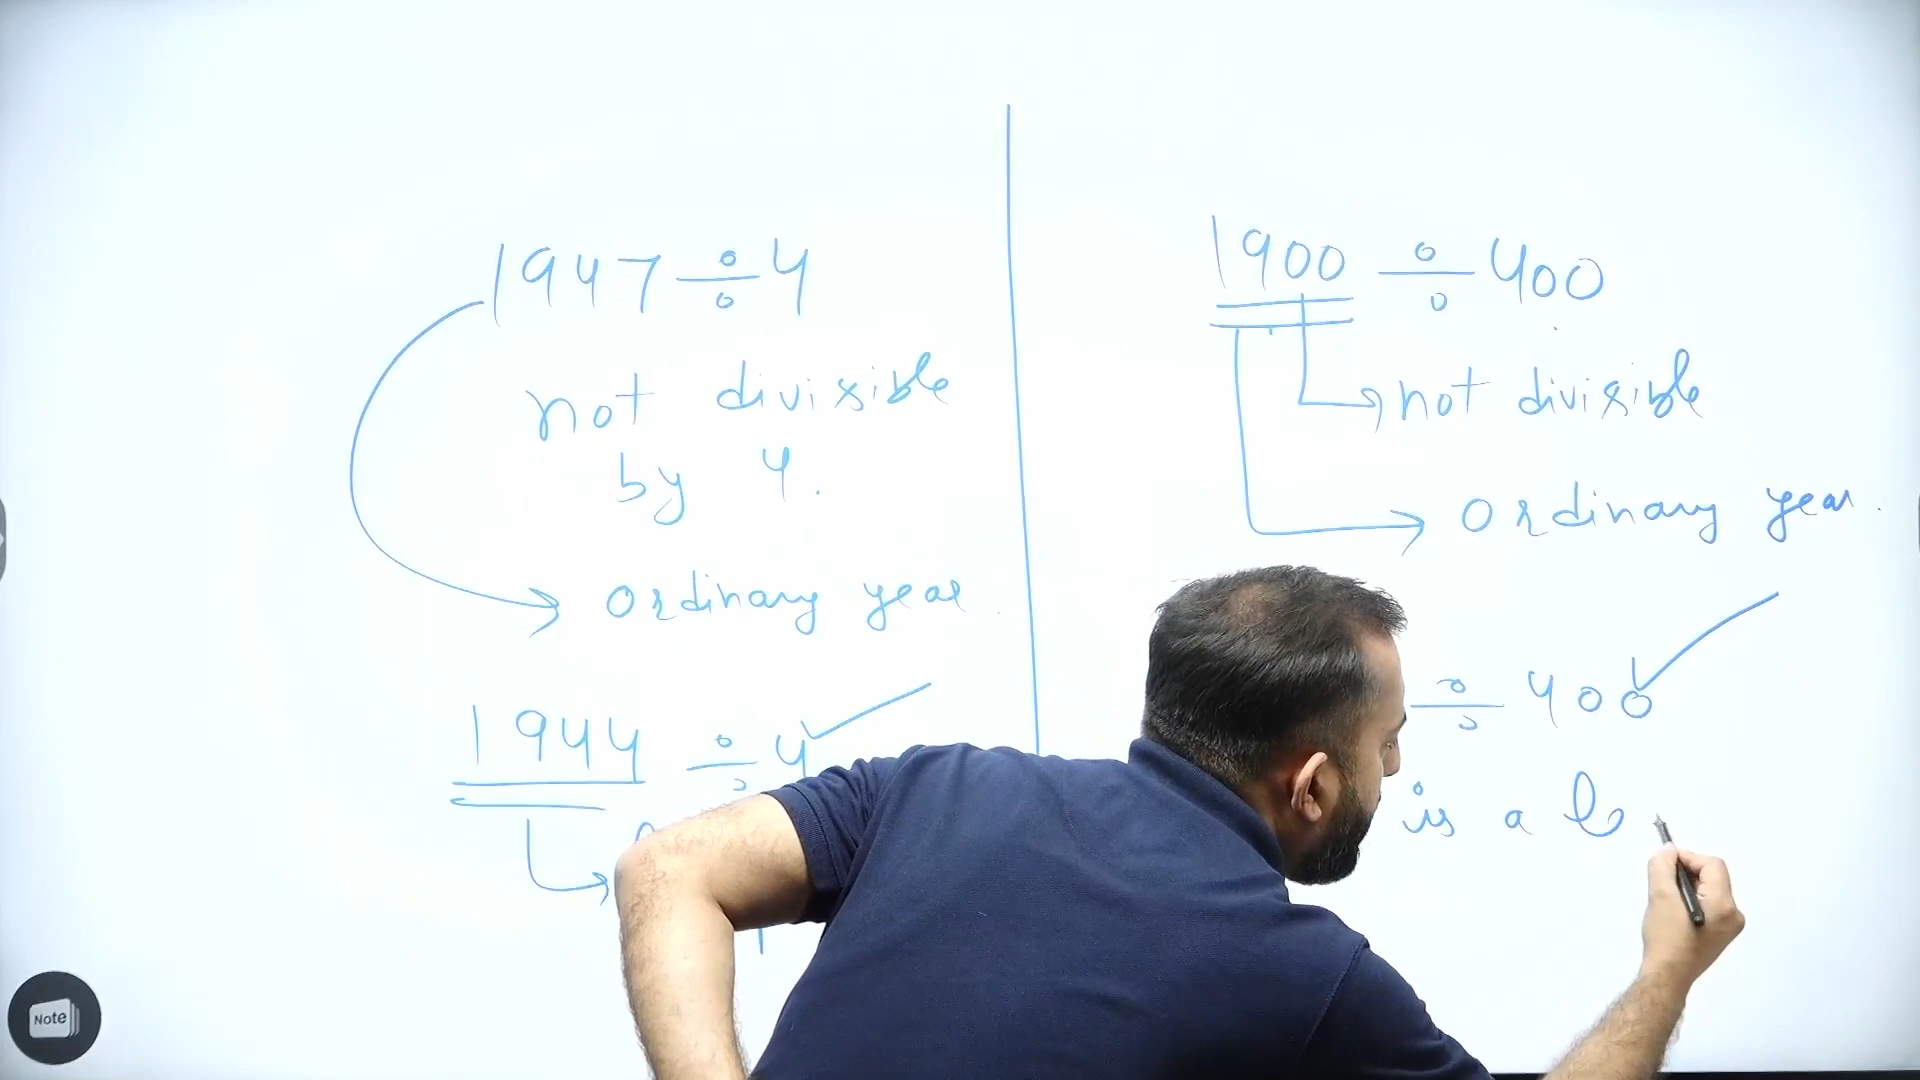 1947 ÷ 4
not divisible
by 4.
ordinary year
1944 ÷ 4
1900 ÷ 400
not divisible
ordinary year.
÷ 400
is a le
Note